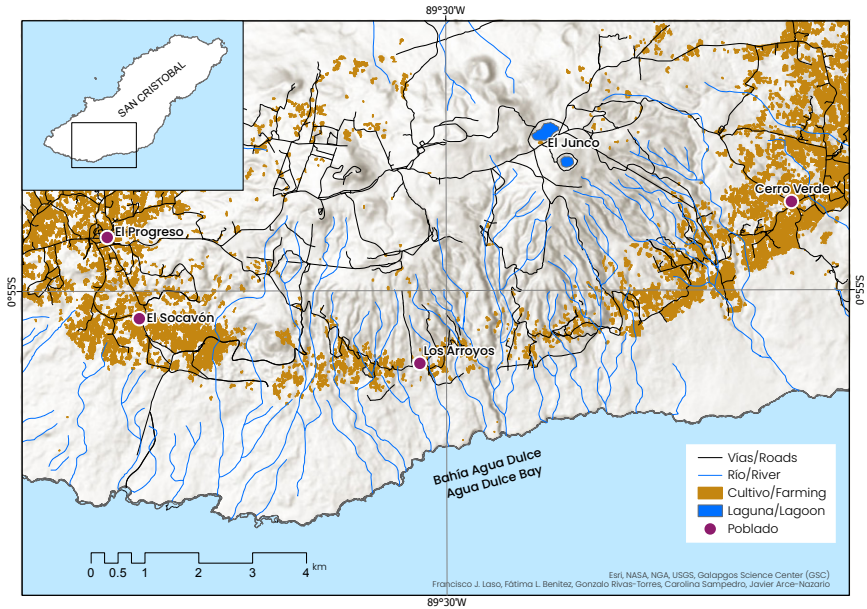 89°30'W
SAN CRISTOBAL
El Junco
Cerro Verde
El Progreso
0°55'S
0°55'S
El Socavón
Los Arroyos
Bahía Agua Dulce
Agua Dulce Bay
Vías/Roads
Río/River
Cultivo/Farming
Laguna/Lagoon
Poblado
0 0.5 1 2 3 4 km
Esri, NASA, NGA, USGS, Galapgos Science Center (GSC)
Francisco J. Laso, Fátima L. Benítez, Gonzalo Rivas-Torres, Carolina Sampedro, Javier Arce-Nazario
89°30'W